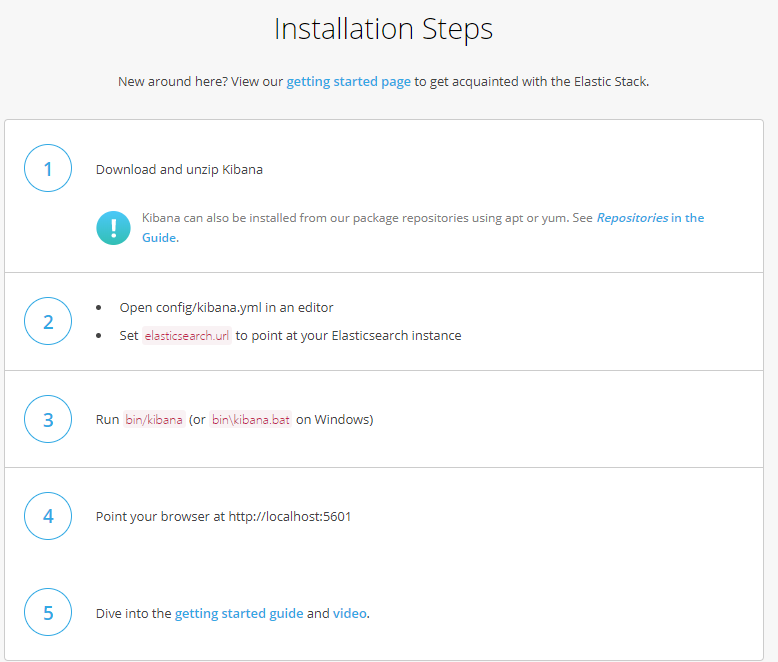 Installation Steps
New around here? View our getting started page to get acquainted with the Elastic Stack.
1
Download and unzip Kibana
!
Kibana can also be installed from our package repositories using apt or yum. See Repositories in the
Guide.
2
• Open config/kibana.yml in an editor
• Set elasticsearch.url to point at your Elasticsearch instance
3
Run bin/kibana (or bin\kibana.bat on Windows)
4
Point your browser at http://localhost:5601
5
Dive into the getting started guide and video.